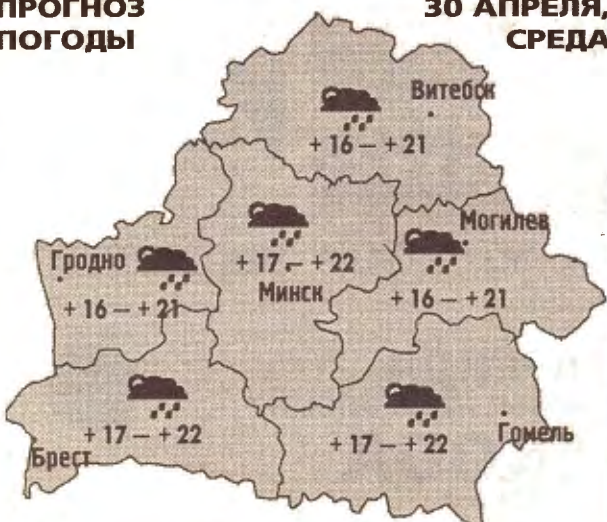 ПРОГНОЗ
ПОГОДЫ
30 АПРЕЛЯ,
СРЕДА
Витебск
+ 16 — + 21
Могилев
+ 16 — + 21
+ 17 — + 22
Минск
Гродно
+ 16 — + 21
+ 17 — + 22
Брест
+ 17 — + 22
Гомель